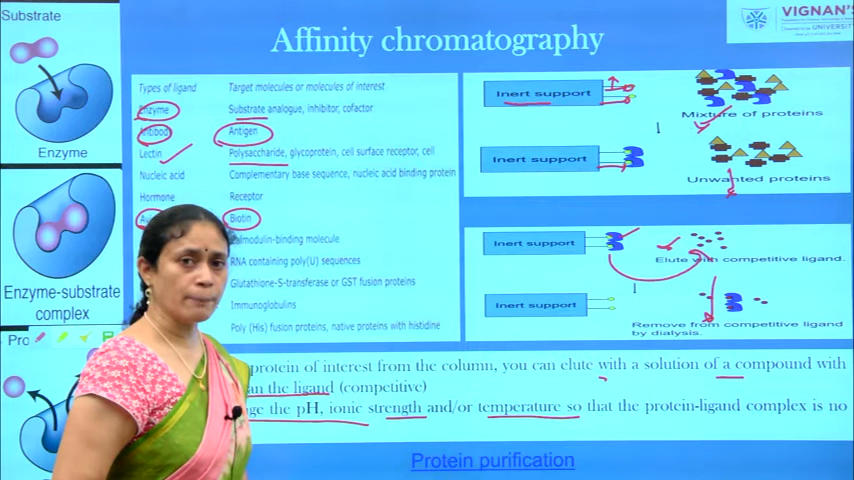 Substrate
Enzyme
Enzyme-substrate
complex
Pro
VIGNAN'S
UNIVERSITY
Affinity chromatography
Types of ligand Target molecules or molecules of interest
Enzyme Substrate analogue, inhibitor, cofactor
Antibody Antigen
Lectin Polysaccharide, glycoprotein, cell surface receptor, cell
Nucleic acid Complementary base sequence, nucleic acid binding protein
Hormone Receptor
Av Biotin
Calmodulin-binding molecule
RNA containing poly(U) sequences
Glutathione-S-transferase or GST fusion proteins
Immunoglobulins
Poly (His) fusion proteins, native proteins with histidine
Inert support
Mixture of proteins
Inert support
Unwanted proteins
Inert support
Elute with competitive ligand.
Inert support
Remove from competitive ligand
by dialysis.
protein of interest from the column, you can elute with a solution of a compound with
an the ligand (competitive)
ge the pH, ionic strength and/or temperature so that the protein-ligand complex is no
Protein purification